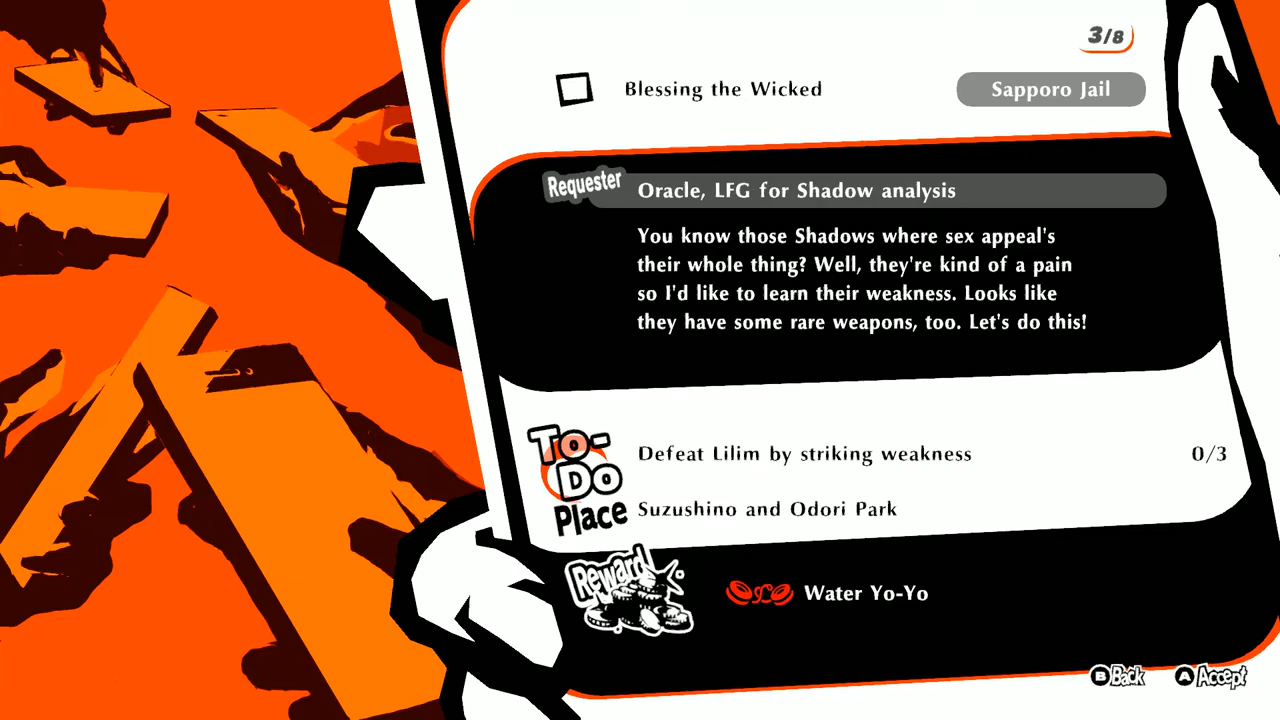 3/8
Blessing the Wicked
Sapporo Jail
Requester
Oracle, LFG for Shadow analysis
You know those Shadows where sex appeal's
their whole thing? Well, they're kind of a pain
so I'd like to learn their weakness. Looks like
they have some rare weapons, too. Let's do this!
To-
Do
Defeat Lilim by striking weakness
0/3
Place
Suzushino and Odori Park
Reward
Water Yo-Yo
B Back
A Accept